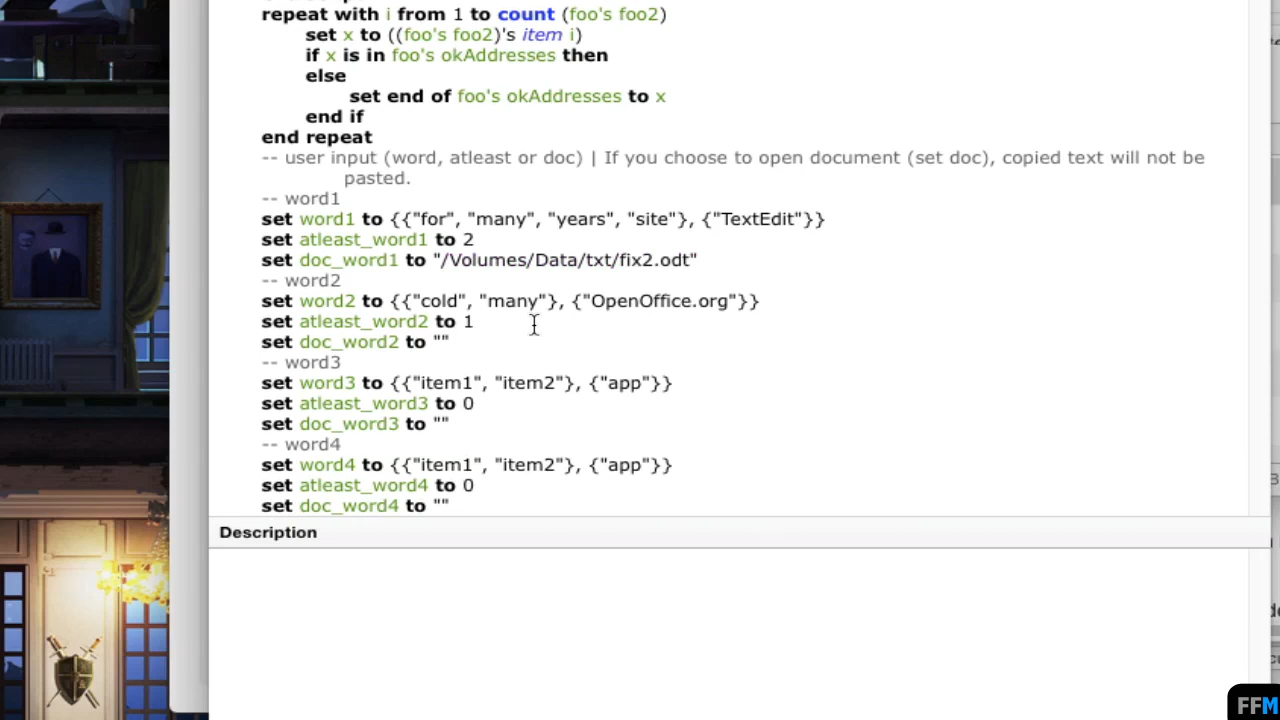 repeat with i from 1 to count (foo's foo2)
set x to ((foo's foo2)'s item i)
if x is in foo's okAddresses then
else
set end of foo's okAddresses to x
end if
end repeat
-- user input (word, atleast or doc) | If you choose to open document (set doc), copied text will not be
pasted.
-- word1
set word1 to {{"for", "many", "years", "site"}, {"TextEdit"}}
set atleast_word1 to 2
set doc_word1 to "/Volumes/Data/txt/fix2.odt"
-- word2
set word2 to {{"cold", "many"}, {"OpenOffice.org"}}
set atleast_word2 to 1
set doc_word2 to ""
-- word3
set word3 to {{"item1", "item2"}, {"app"}}
set atleast_word3 to 0
set doc_word3 to ""
-- word4
set word4 to {{"item1", "item2"}, {"app"}}
set atleast_word4 to 0
set doc_word4 to ""
Description
FFM